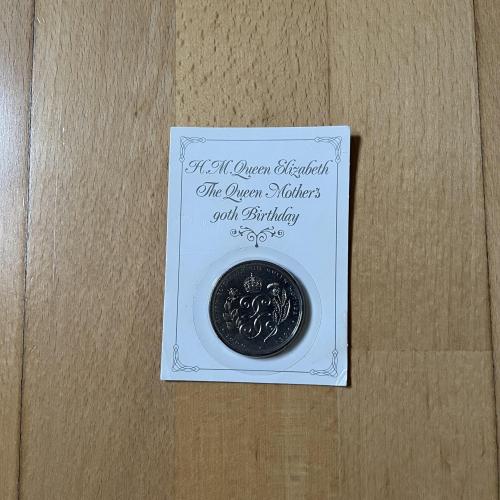 H.M. Queen Elizabeth
The Queen Mother's
90th Birthday